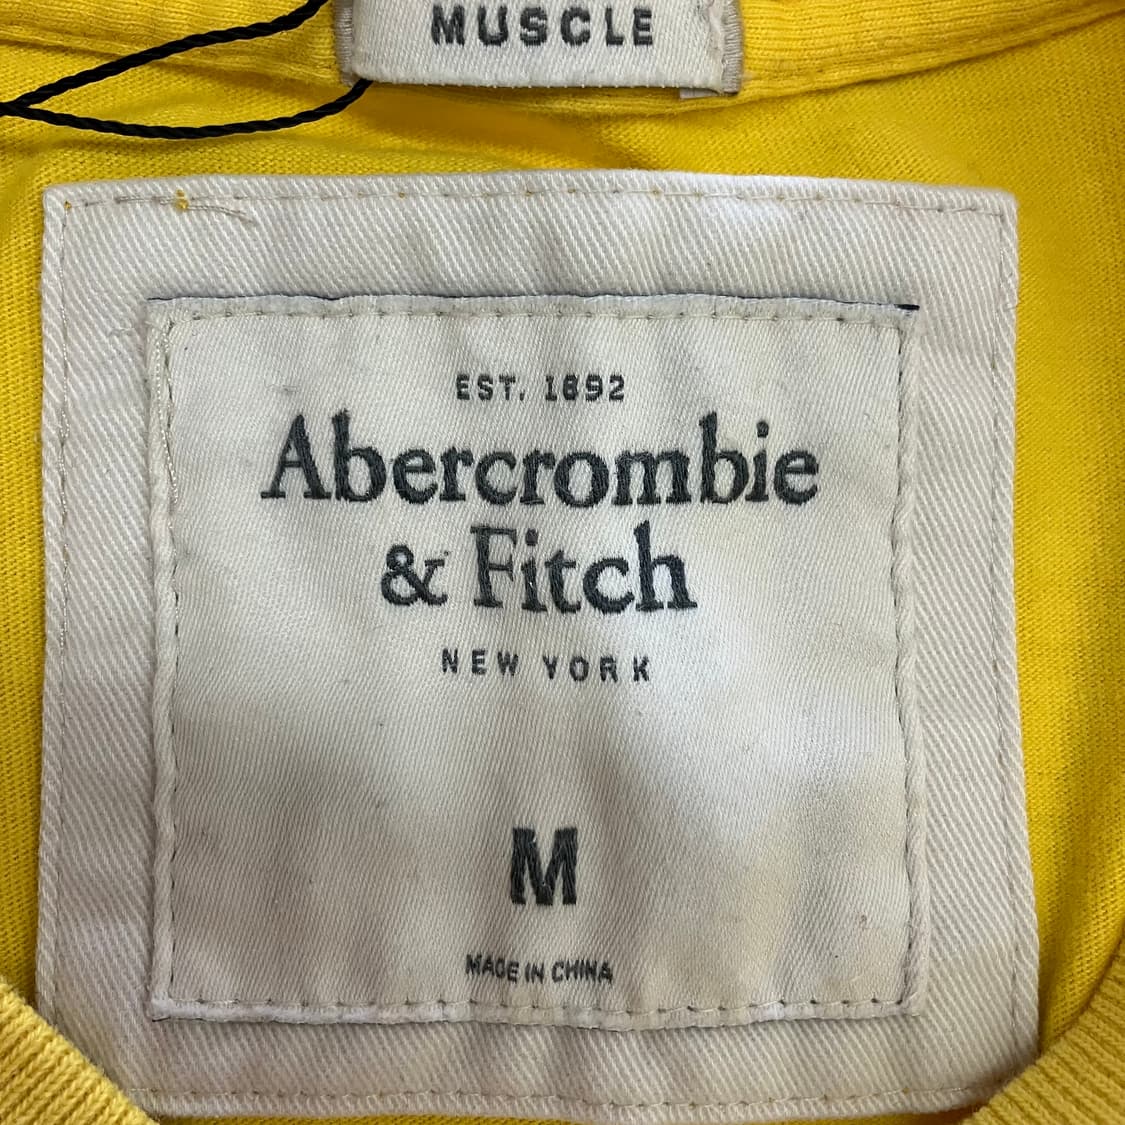 MUSCLE
EST. 1892
Abercrombie
& Fitch
NEW YORK
M
MADE IN CHINA